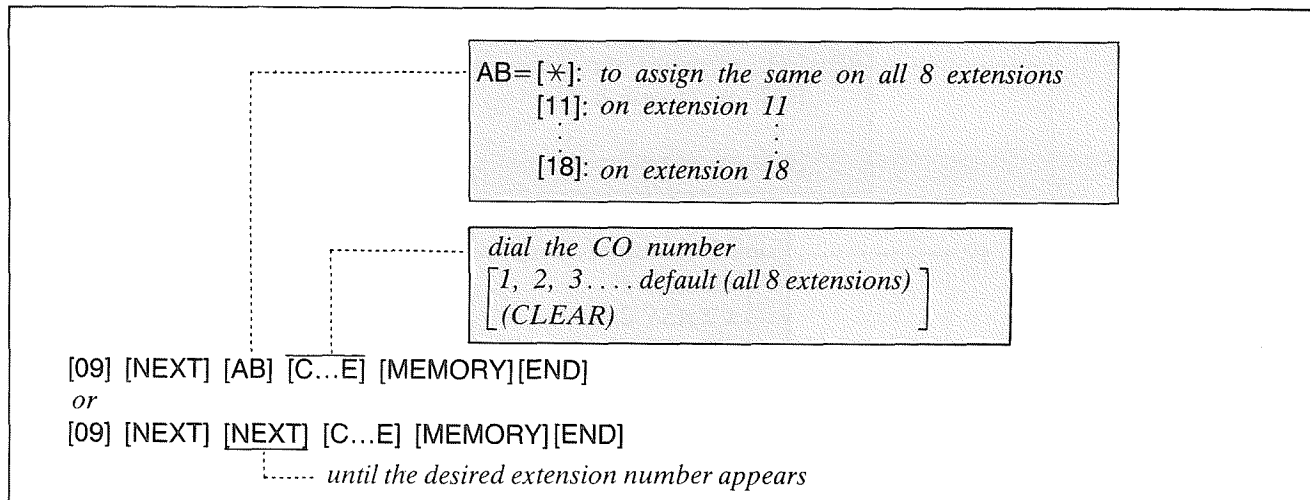 AB=[*]: to assign the same on all 8 extensions
[11]: on extension 11
[18]: on extension 18
dial the CO number
1, 2, 3.... default (all 8 extensions)
(CLEAR)
[09] [NEXT] [AB] [C...E] [MEMORY] [END]
or
[09] [NEXT] [NEXT] [C...E] [MEMORY] [END]
until the desired extension number appears